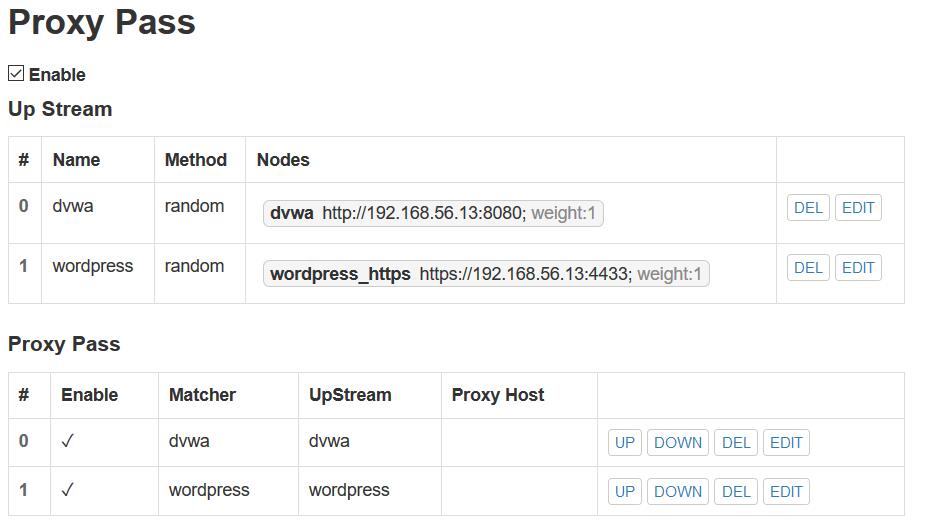 Proxy Pass
Enable
Up Stream
# Name Method Nodes
0 dvwa random dvwa http://192.168.56.13:8080; weight:1 DEL EDIT
1 wordpress random wordpress_https https://192.168.56.13:4433; weight:1 DEL EDIT
Proxy Pass
# Enable Matcher UpStream Proxy Host
0 ✓ dvwa dvwa UP DOWN DEL EDIT
1 ✓ wordpress wordpress UP DOWN DEL EDIT